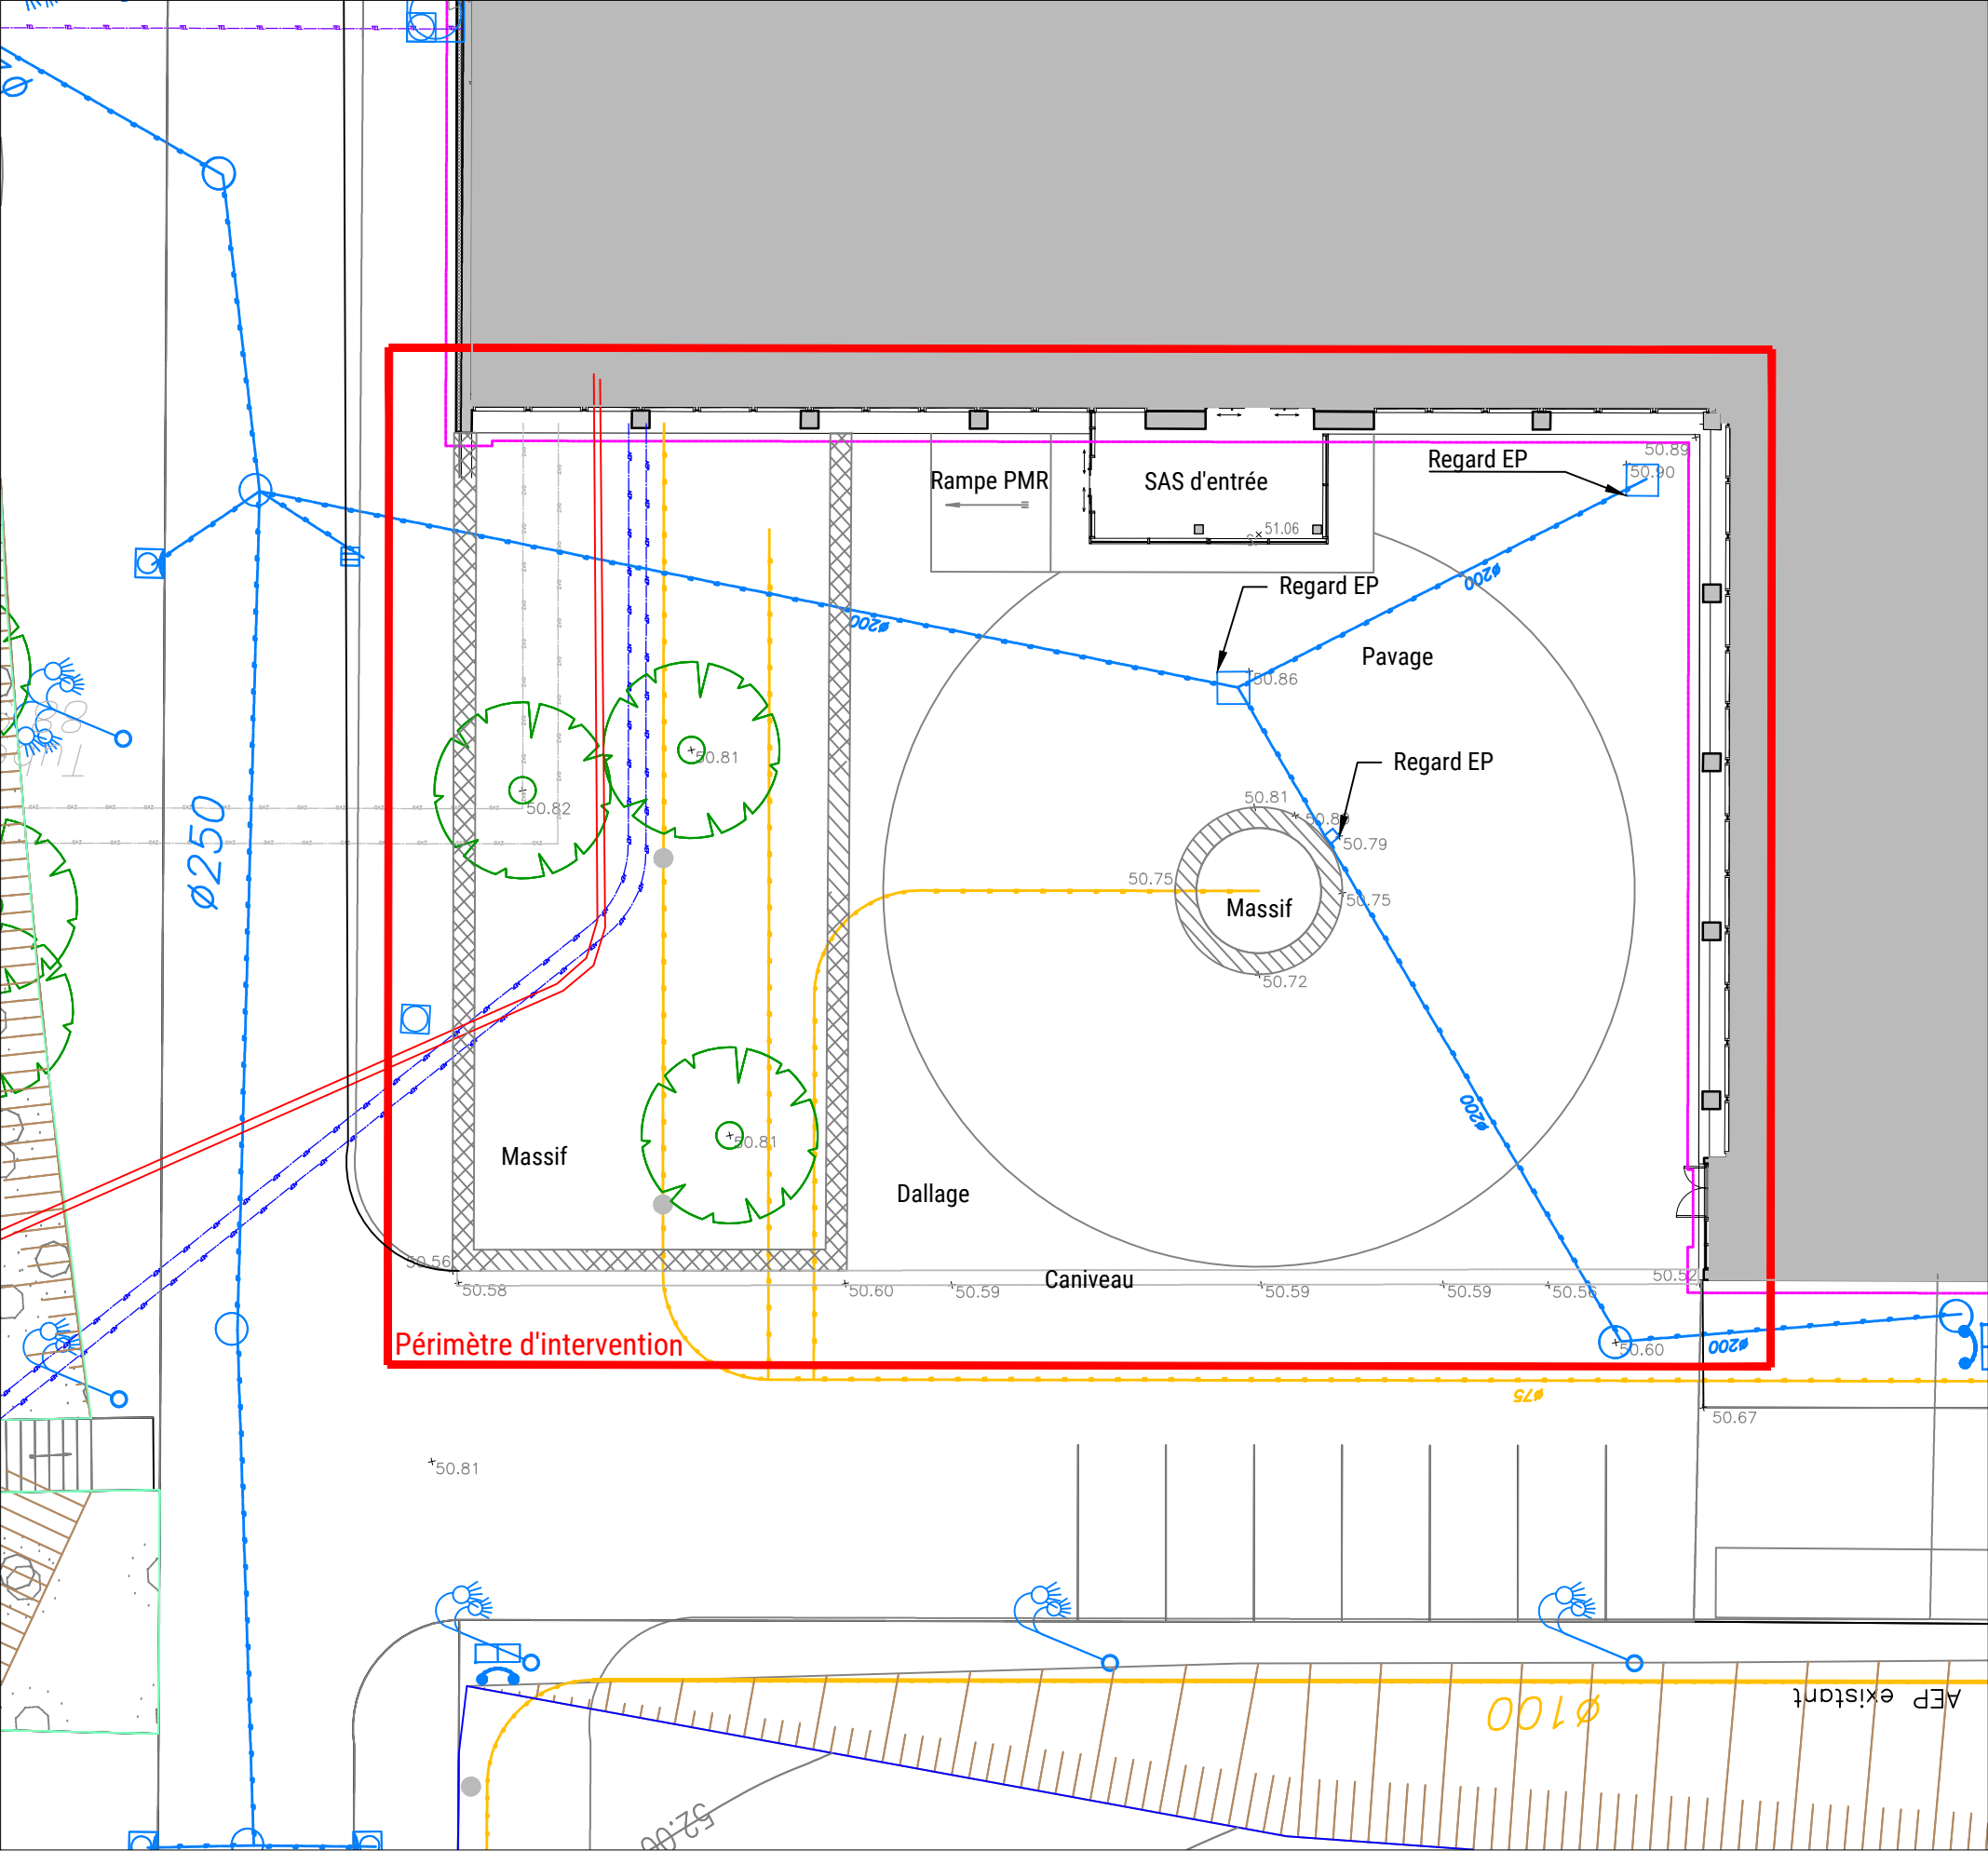 50.89
Regard EP
50.90
Rampe PMR
SAS d'entrée
51.06
Ø200
Regard EP
Ø200
Pavage
50.86
50.81
Regard EP
50.82
Ø250
50.81
50.79
50.75
50.75
Massif
50.72
Ø200
50.81
Massif
Dallage
50.56
50.58
Caniveau
50.60
50.59
50.59
50.59
50.56
50.52
Périmètre d'intervention
50.60
Ø200
Ø75
50.67
50.81
AEP existant
Ø100
52.00